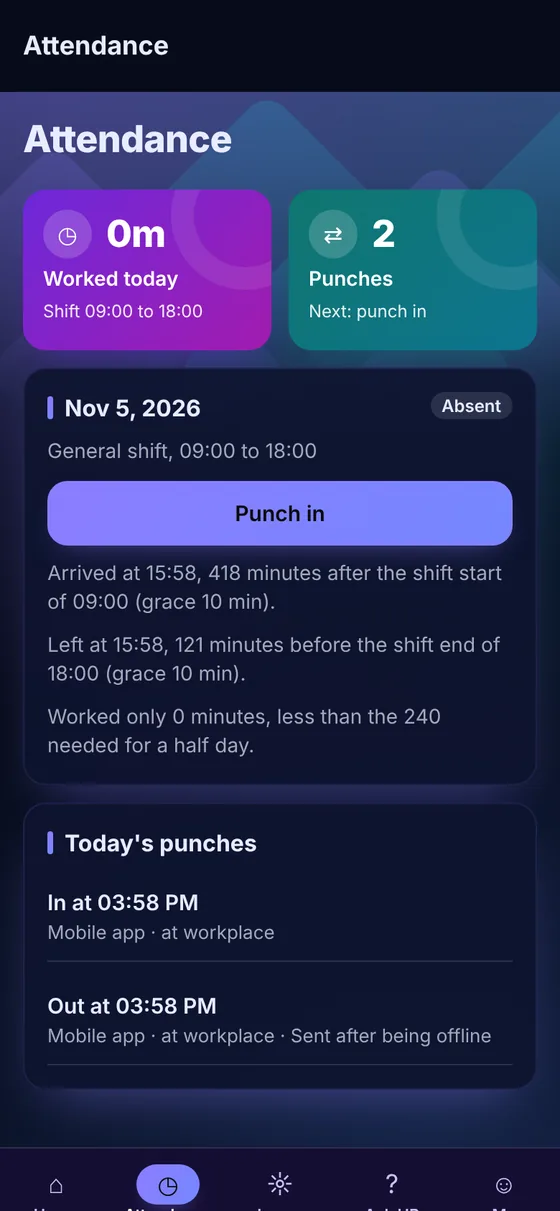 Attendance
Attendance
0m
Worked today
Shift 09:00 to 18:00
2
Punches
Next: punch in
Nov 5, 2026
Absent
General shift, 09:00 to 18:00
Punch in
Arrived at 15:58, 418 minutes after the shift start
of 09:00 (grace 10 min).
Left at 15:58, 121 minutes before the shift end of
18:00 (grace 10 min).
Worked only 0 minutes, less than the 240
needed for a half day.
Today's punches
In at 03:58 PM
Mobile app · at workplace
Out at 03:58 PM
Mobile app · at workplace · Sent after being offline
?